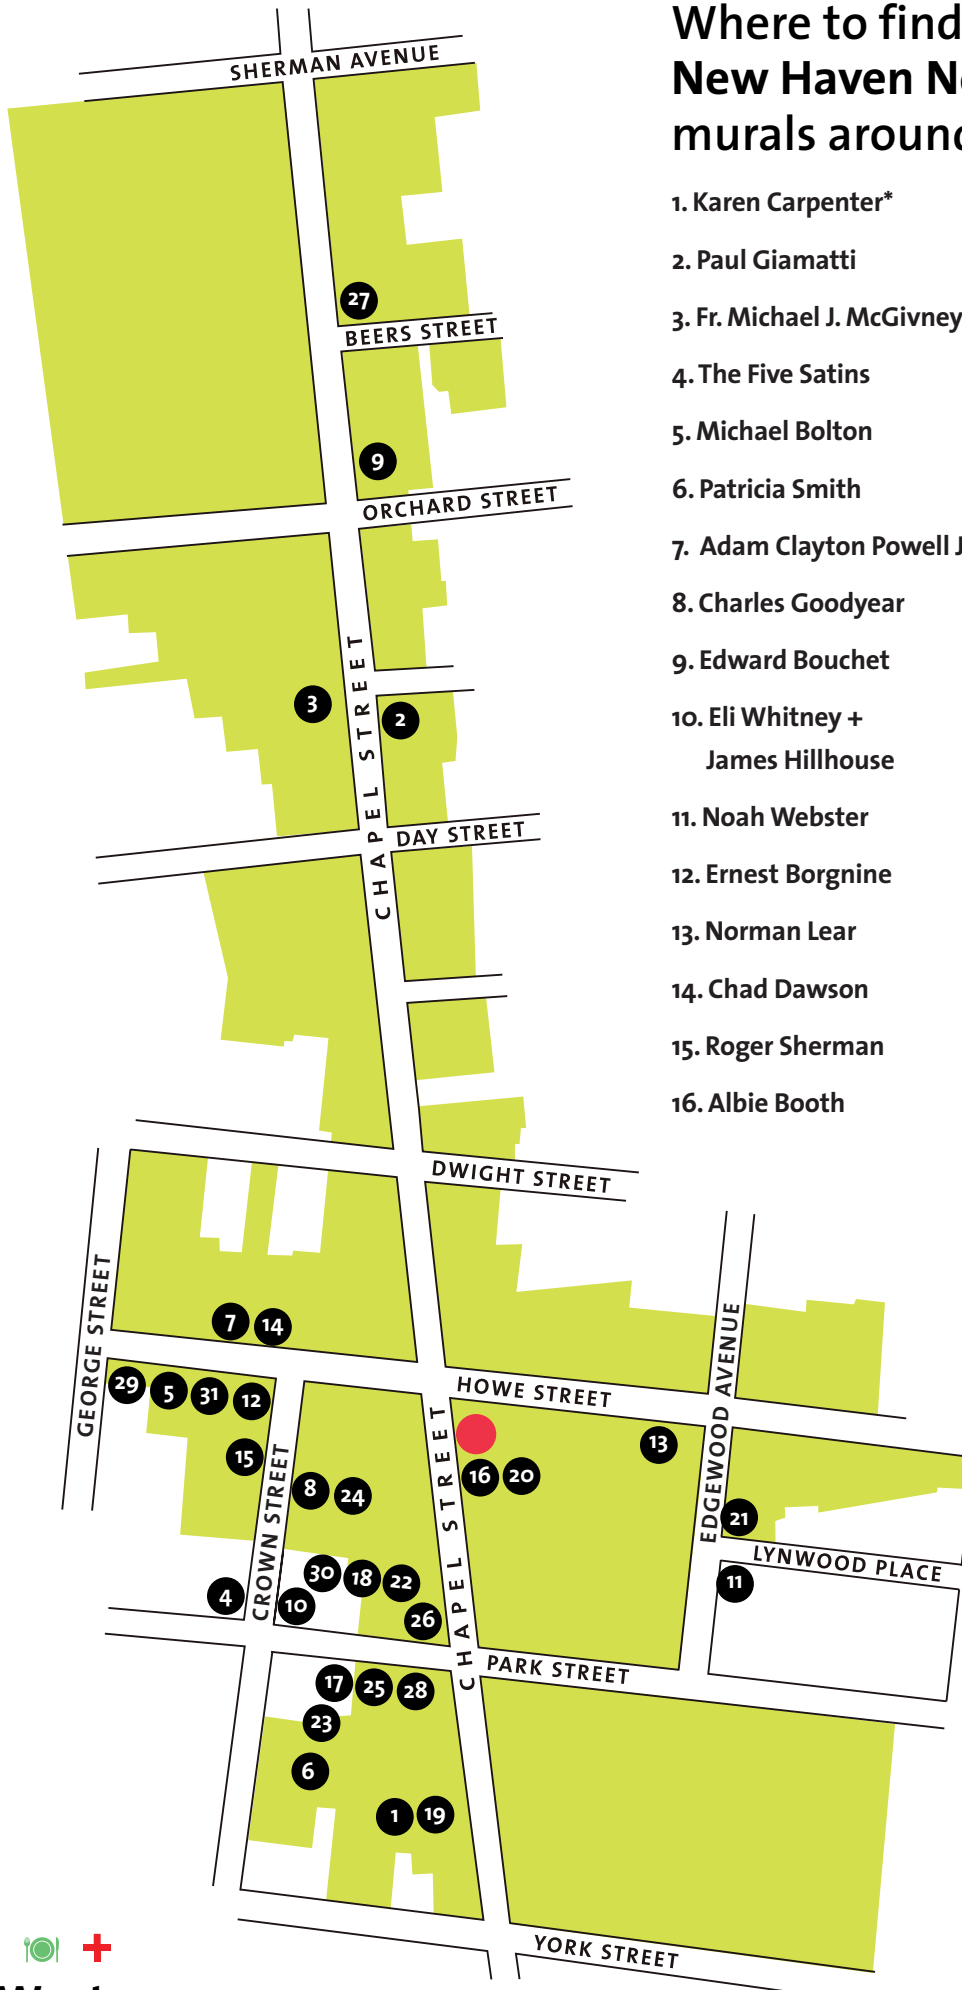 Where to find
New Haven N
murals around
1. Karen Carpenter*
2. Paul Giamatti
3. Fr. Michael J. McGivney
4. The Five Satins
5. Michael Bolton
6. Patricia Smith
7. Adam Clayton Powell J
8. Charles Goodyear
9. Edward Bouchet
10. Eli Whitney +
James Hillhouse
11. Noah Webster
12. Ernest Borgnine
13. Norman Lear
14. Chad Dawson
15. Roger Sherman
16. Albie Booth
SHERMAN AVENUE
27
BEERS STREET
9
ORCHARD STREET
CHAPEL STREET
3
2
DAY STREET
DWIGHT STREET
GEORGE STREET
7
14
HOWE STREET
EDGEWOOD AVENUE
29
5
31
12
15
CROWN STREET
8
24
CHAPEL STREET
16
20
13
21
LYNWOOD PLACE
11
30
18
22
4
10
26
PARK STREET
17
25
28
23
6
1
19
YORK STREET